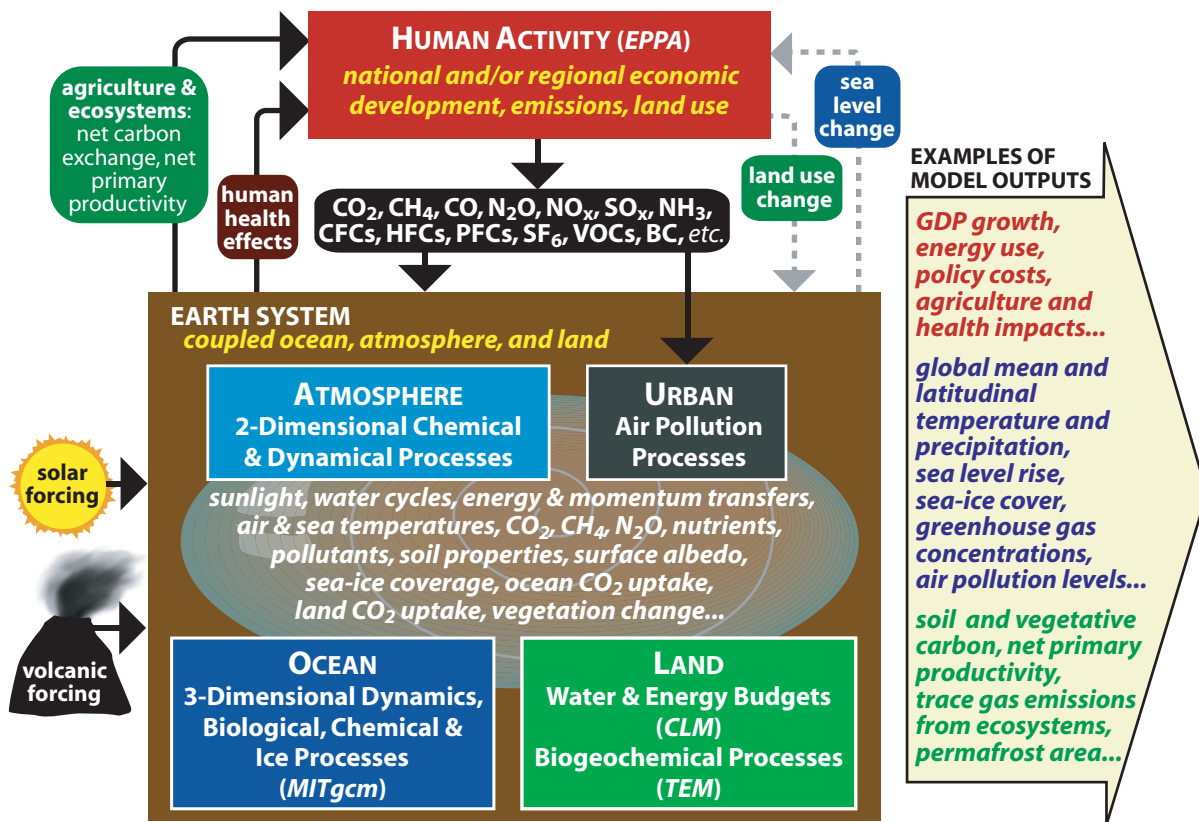 HUMAN ACTIVITY (EPPA)
national and/or regional economic
development, emissions, land use
agriculture &
ecosystems:
net carbon
exchange, net
primary
productivity
human
health
effects
sea
level
change
land use
change
CO₂, CH₄, CO, N₂O, NOₓ, SOₓ, NH₃,
CFCs, HFCs, PFCs, SF₆, VOCs, BC, etc.
EARTH SYSTEM
coupled ocean, atmosphere, and land
ATMOSPHERE
2-Dimensional Chemical
& Dynamical Processes
URBAN
Air Pollution
Processes
solar
forcing
volcanic
forcing
sunlight, water cycles, energy & momentum transfers,
air & sea temperatures, CO₂, CH₄, N₂O, nutrients,
pollutants, soil properties, surface albedo,
sea-ice coverage, ocean CO₂ uptake,
land CO₂ uptake, vegetation change...
OCEAN
3-Dimensional Dynamics,
Biological, Chemical &
Ice Processes
(MITgcm)
LAND
Water & Energy Budgets
(CLM)
Biogeochemical Processes
(TEM)
EXAMPLES OF
MODEL OUTPUTS
GDP growth,
energy use,
policy costs,
agriculture and
health impacts...
global mean and
latitudinal
temperature and
precipitation,
sea level rise,
sea-ice cover,
greenhouse gas
concentrations,
air pollution levels...
soil and vegetative
carbon, net primary
productivity,
trace gas emissions
from ecosystems,
permafrost area...